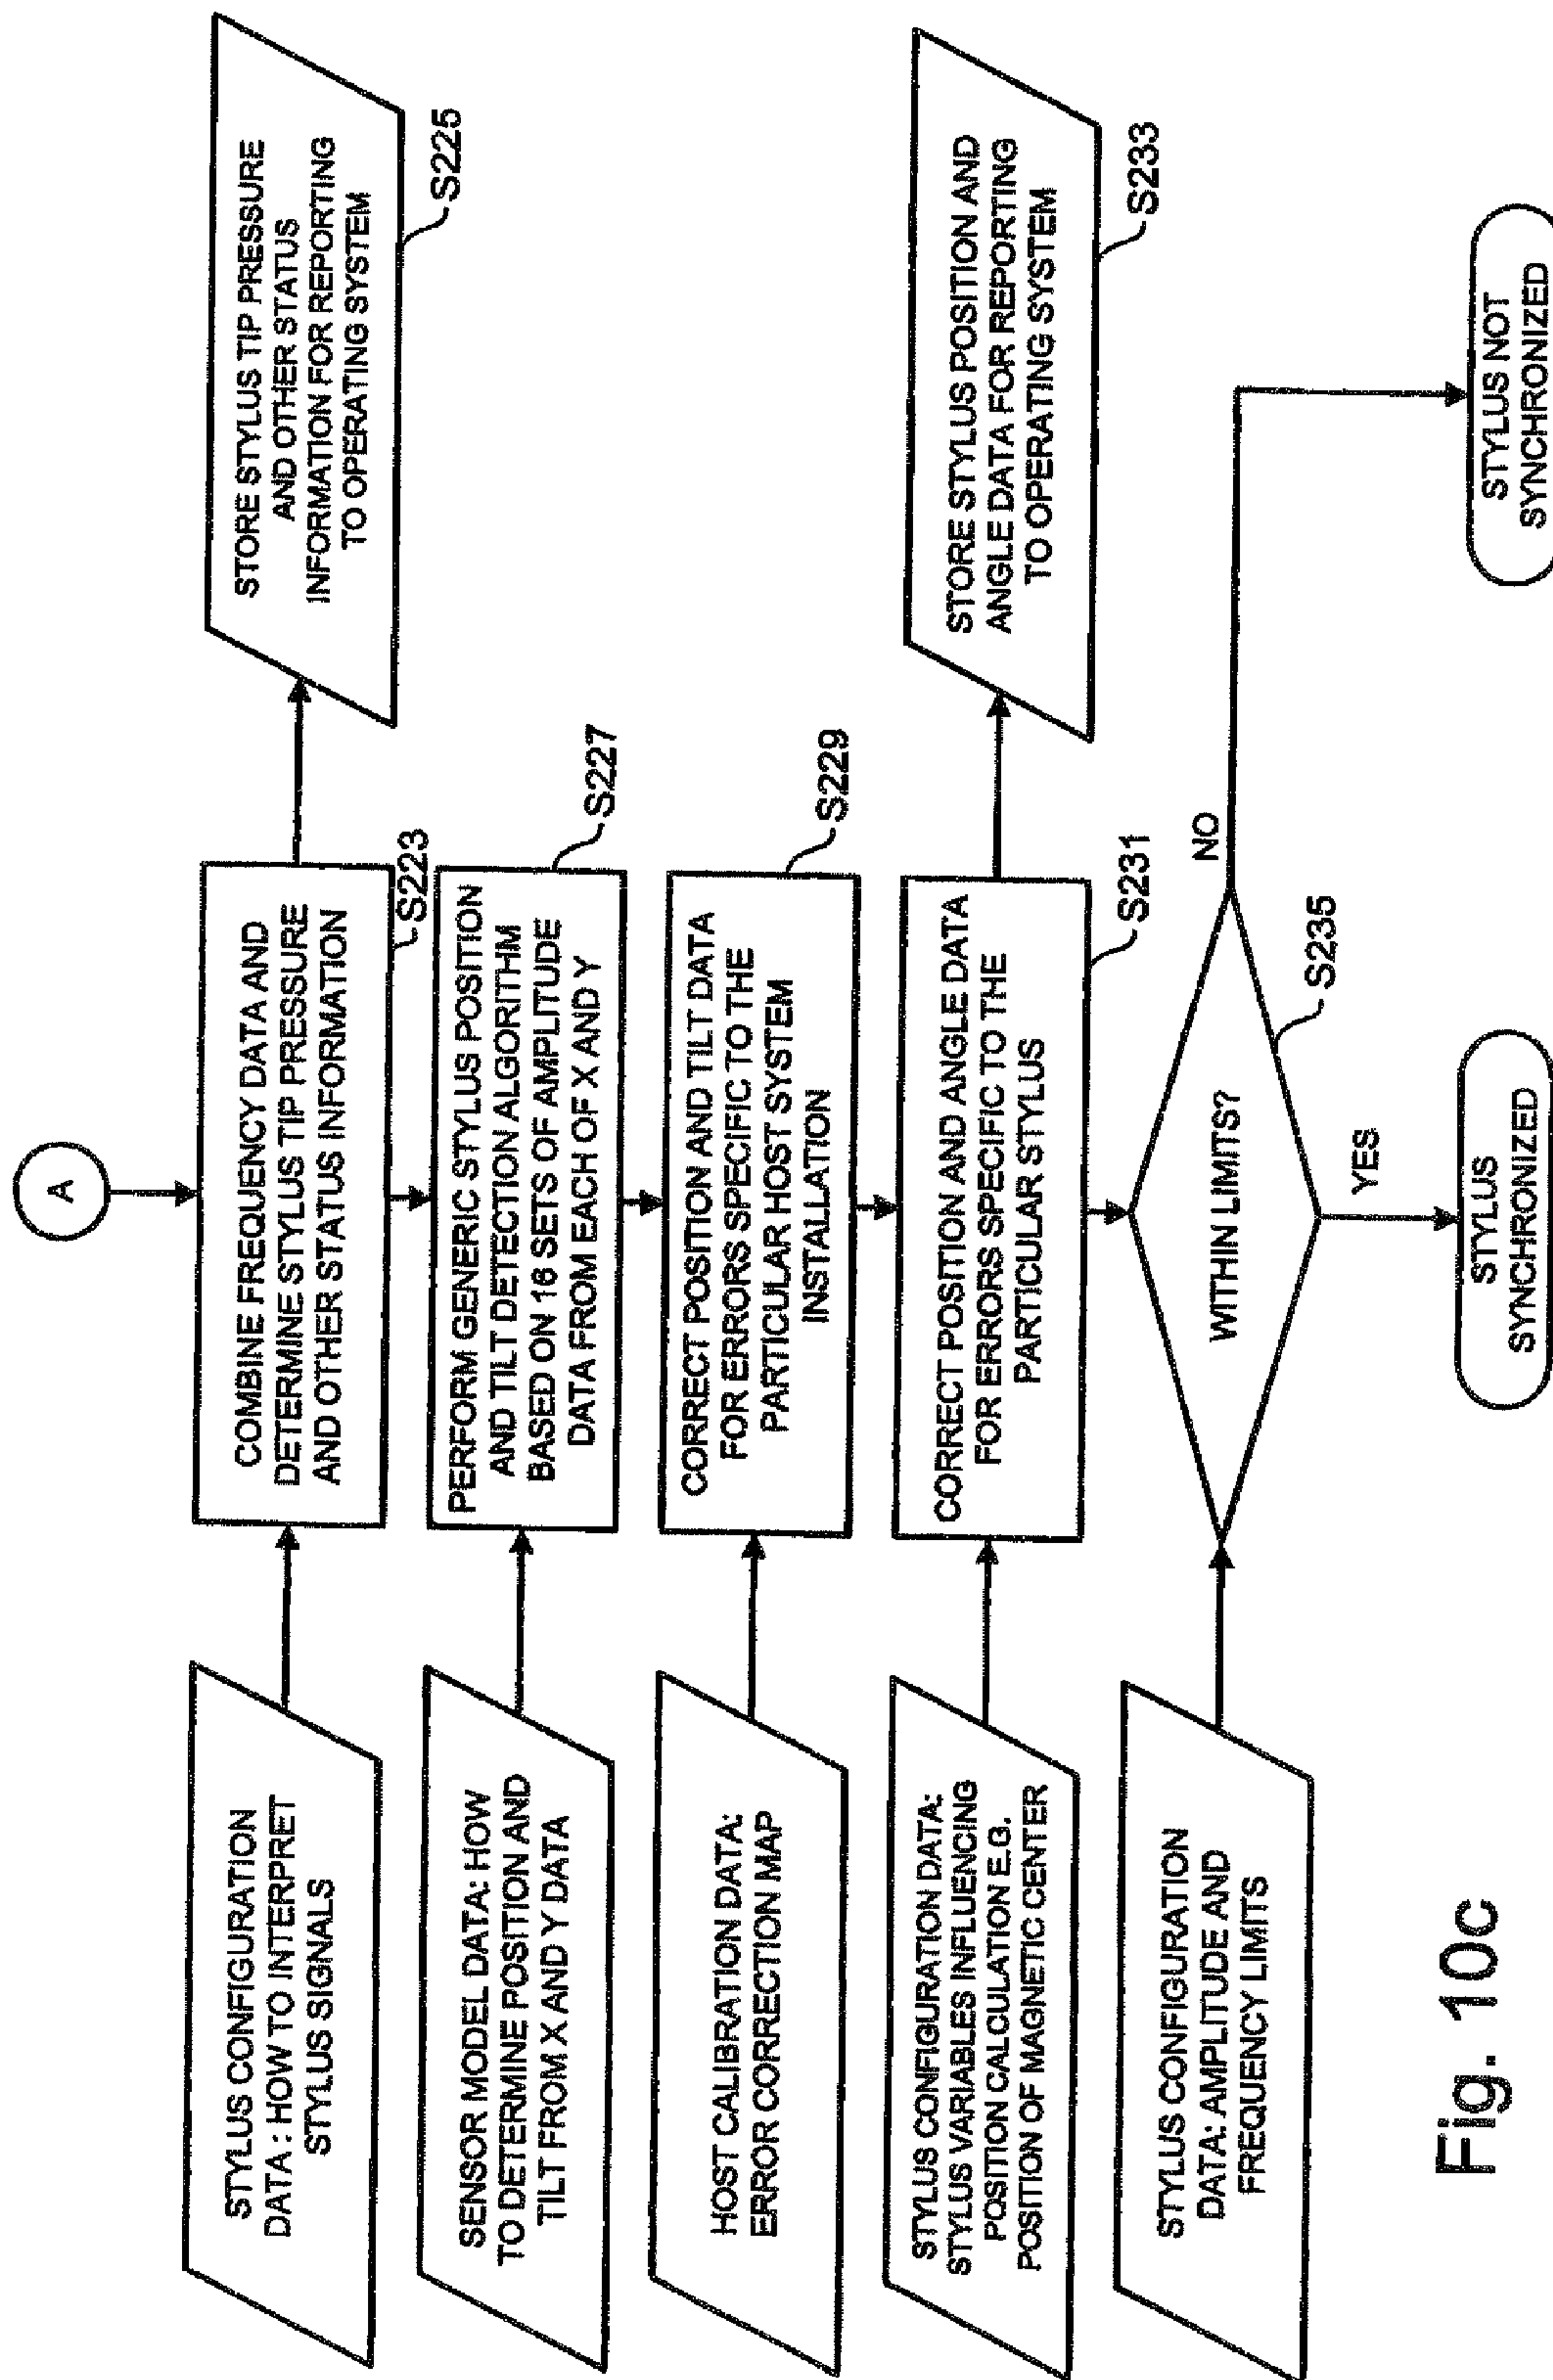 A
STYLUS CONFIGURATION
DATA : HOW TO INTERPRET
STYLUS SIGNALS
COMBINE FREQUENCY DATA AND
DETERMINE STYLUS TIP PRESSURE
AND OTHER STATUS INFORMATION
S223
STORE STYLUS TIP PRESSURE
AND OTHER STATUS
INFORMATION FOR REPORTING
TO OPERATING SYSTEM
S225
SENSOR MODEL DATA: HOW
TO DETERMINE POSITION AND
TILT FROM X AND Y DATA
PERFORM GENERIC STYLUS POSITION
AND TILT DETECTION ALGORITHM
BASED ON 16 SETS OF AMPLITUDE
DATA FROM EACH OF X AND Y
S227
HOST CALIBRATION DATA:
ERROR CORRECTION MAP
CORRECT POSITION AND TILT DATA
FOR ERRORS SPECIFIC TO THE
PARTICULAR HOST SYSTEM
INSTALLATION
S229
STYLUS CONFIGURATION DATA:
STYLUS VARIABLES INFLUENCING
POSITION CALCULATION E.G.
POSITION OF MAGNETIC CENTER
CORRECT POSITION AND ANGLE DATA
FOR ERRORS SPECIFIC TO THE
PARTICULAR STYLUS
S231
STORE STYLUS POSITION AND
ANGLE DATA FOR REPORTING
TO OPERATING SYSTEM
S233
STYLUS CONFIGURATION
DATA: AMPLITUDE AND
FREQUENCY LIMITS
WITHIN LIMITS?
NO
S235
YES
STYLUS
SYNCHRONIZED
STYLUS NOT
SYNCHRONIZED
Fig. 10c